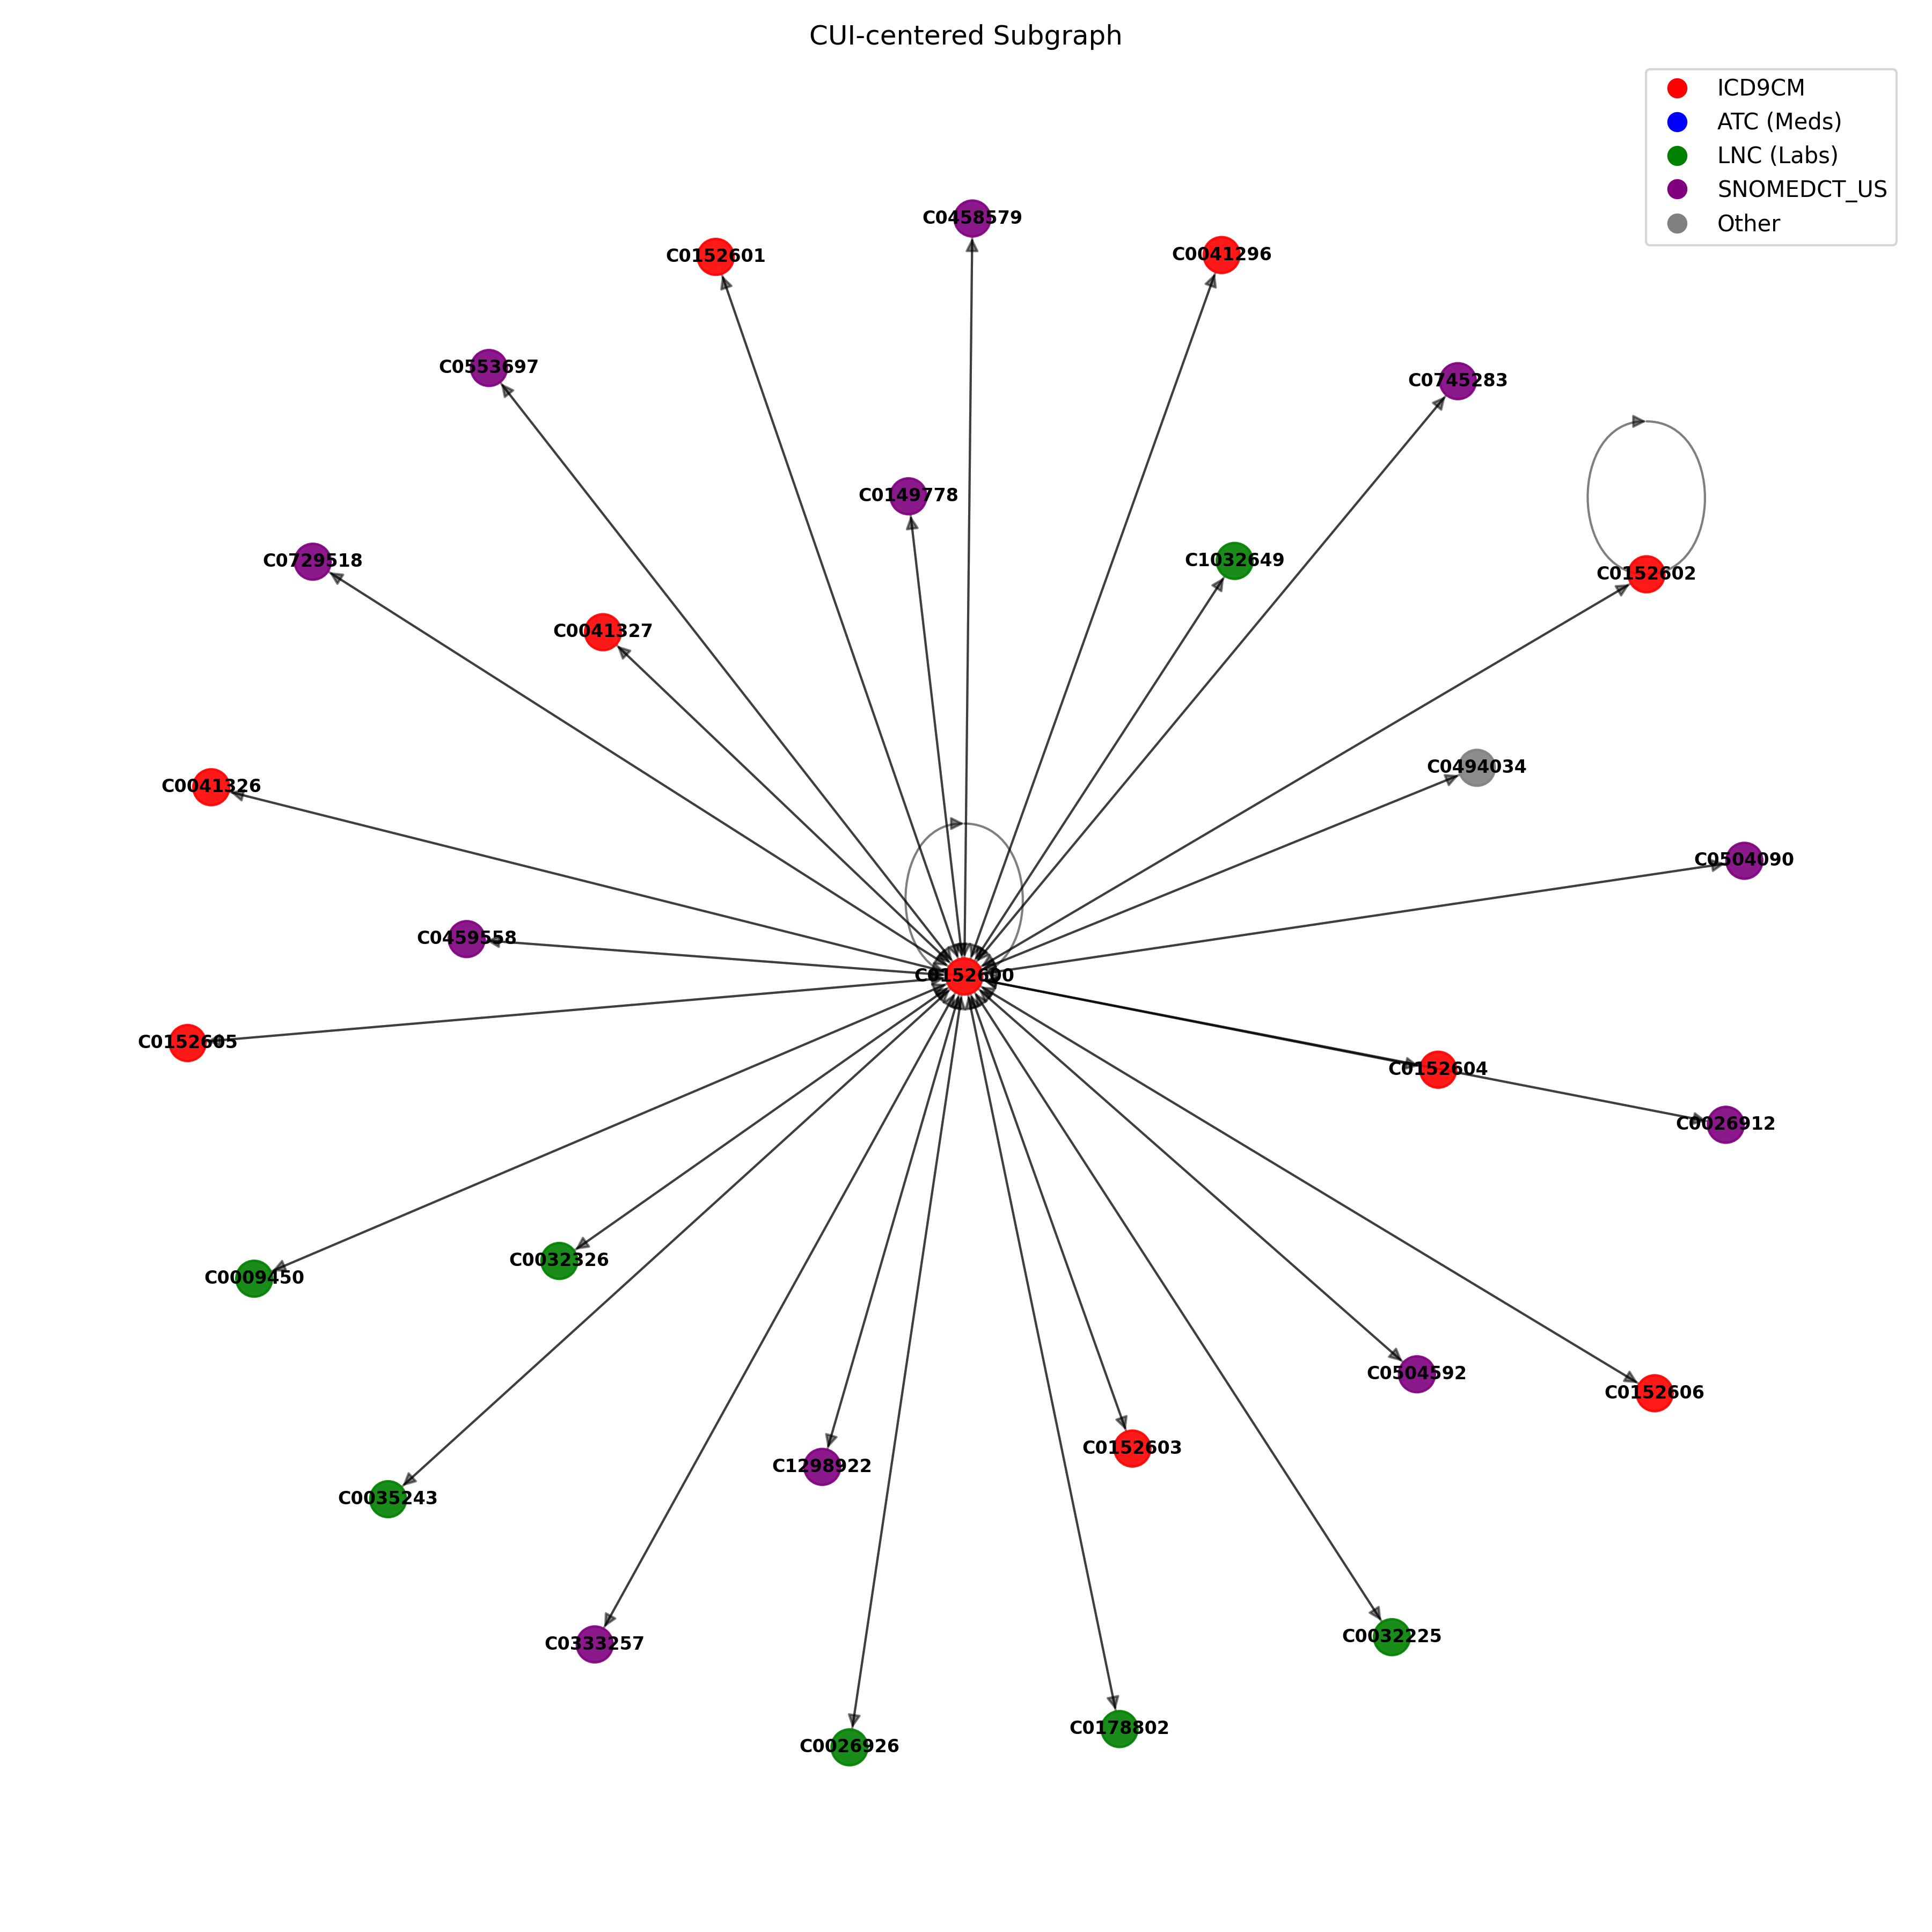 CUI-centered Subgraph
ICD9CM
ATC (Meds)
LNC (Labs)
SNOMEDCT_US
Other
C0458579
C0152601
C0041296
C0553697
C0745283
C0149778
C0729518
C1032649
C0152602
C0041327
C0494034
C0041326
C0504090
C0459558
C0152600
C0152605
C0152604
C0026912
C0032326
C0009450
C0504592
C0152606
C0152603
C1298922
C0035243
C0032225
C0333257
C0178802
C0026926